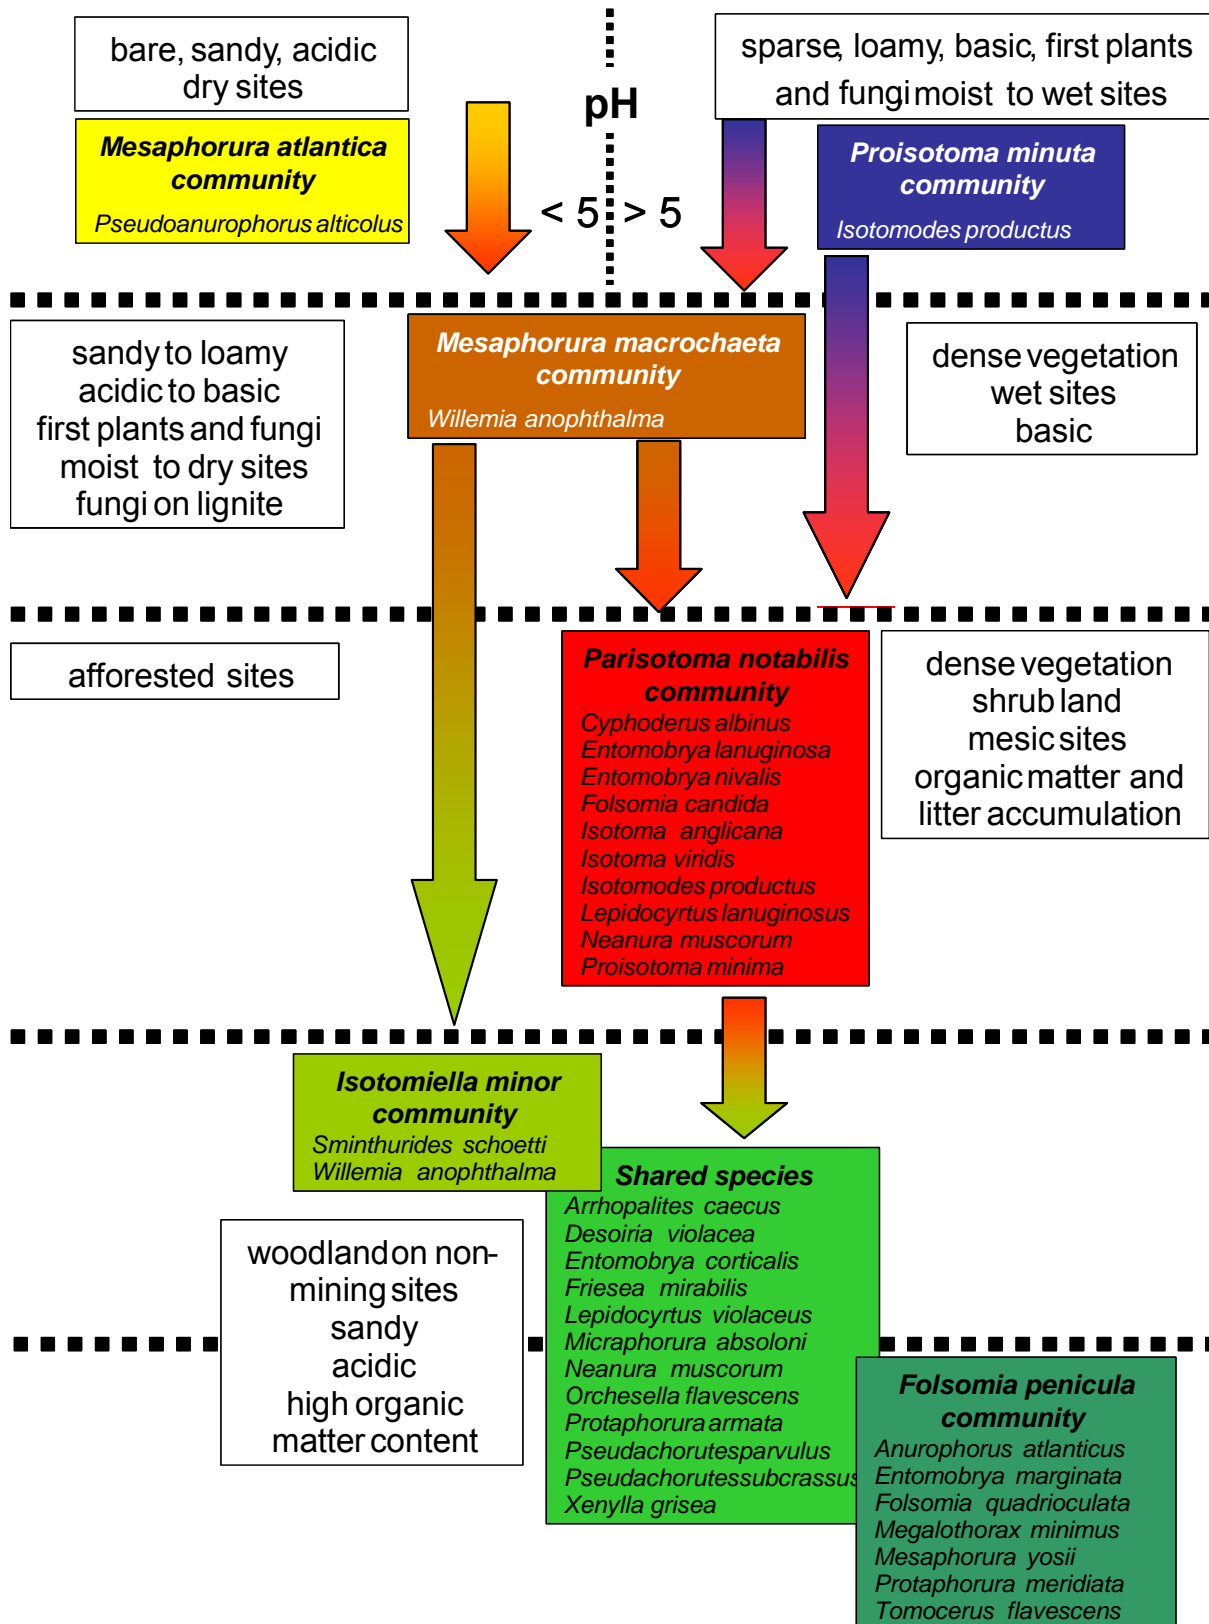 bare, sandy, acidic
dry sites
Mesaphorura atlantica
community
Pseudoanurophorus alticolus
pH
< 5 > 5
sparse, loamy, basic, first plants
and fungi, moist to wet sites
Proisotoma minuta
community
Isotomodes productus
sandy to loamy
acidic to basic
first plants and fungi
moist to dry sites
fungi on lignite
Mesaphorura macrochaeta
community
Willemia anophthalma
dense vegetation
wet sites
basic
afforested sites
Parisotoma notabilis
community
Cyphoderus albinus
Entomobrya lanuginosa
Entomobrya nivalis
Folsomia candida
Isotoma anglicana
Isotoma viridis
Isotomodes productus
Lepidocyrtus lanuginosus
Neanura muscorum
Proisotoma minima
dense vegetation
shrub land
mesic sites
organic matter and
litter accumulation
Isotomiella minor
community
Sminthurides schoetti
Willemia anophthalma
woodland on non-
mining sites
sandy
acidic
high organic
matter content
Shared species
Arrhopalites caecus
Desoiria violacea
Entomobrya corticalis
Friesea mirabilis
Lepidocyrtus violaceus
Micraphorura absoloni
Neanura muscorum
Orchesella flavescens
Protaphorura armata
Pseudachorutes parvulus
Pseudachorutes subcrassus
Xenylla grisea
Folsomia penicula
community
Anurophorus atlanticus
Entomobrya marginata
Folsomia quadrioculata
Megalothorax minimus
Mesaphorura yosii
Protaphorura meridiata
Tomocerus flavescens